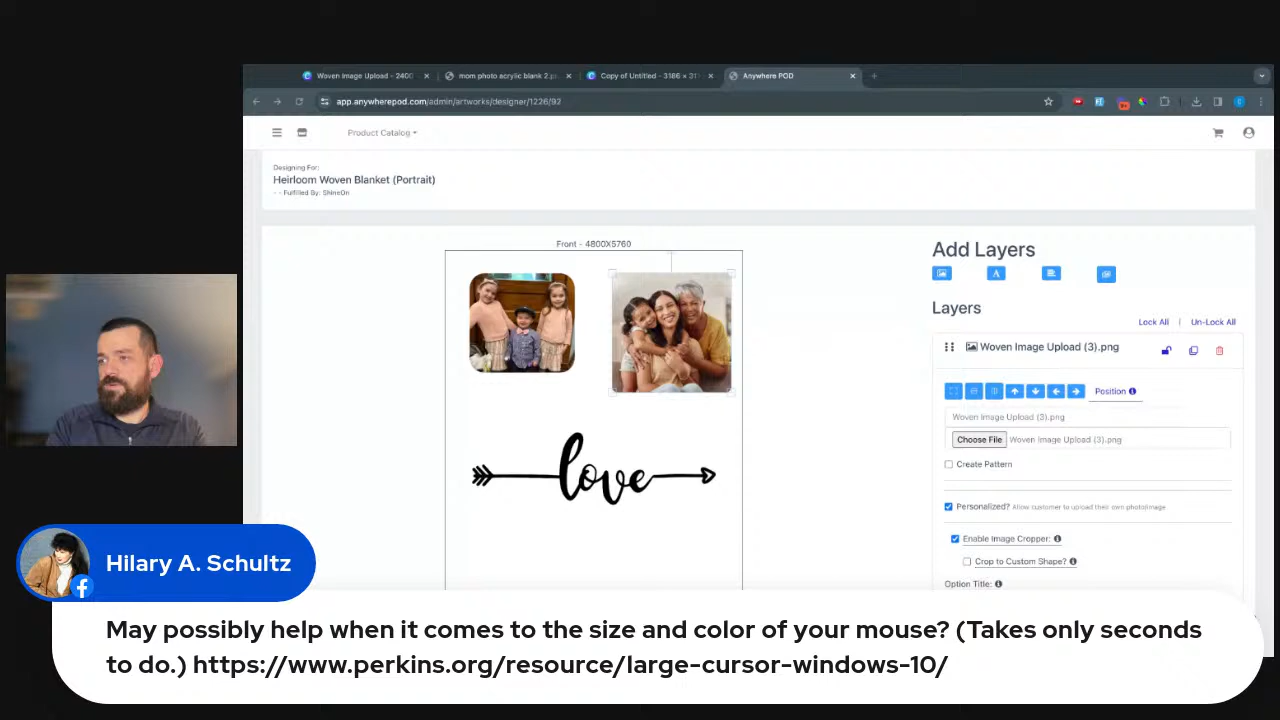 Woven Image Upload - 2400
mom photo acrylic blank 2.p
Copy of Untitled - 3186 × 31
Anywhere POD
app.anywherepod.com/admin/artworks/designer/1226/92
Product Catalog
Designing For:
Heirloom Woven Blanket (Portrait)
- - Fulfilled By: ShineOn
Front - 4800X5760
love
Add Layers
Layers
Lock All | Un-Lock All
Woven Image Upload (3).png
Position
Woven Image Upload (3).png
Choose File Woven Image Upload (3).png
Create Pattern
Personalized? Allow customer to upload their own photo/image
Enable Image Cropper:
Crop to Custom Shape?
Option Title:
Hilary A. Schultz
May possibly help when it comes to the size and color of your mouse? (Takes only seconds
to do.) https://www.perkins.org/resource/large-cursor-windows-10/